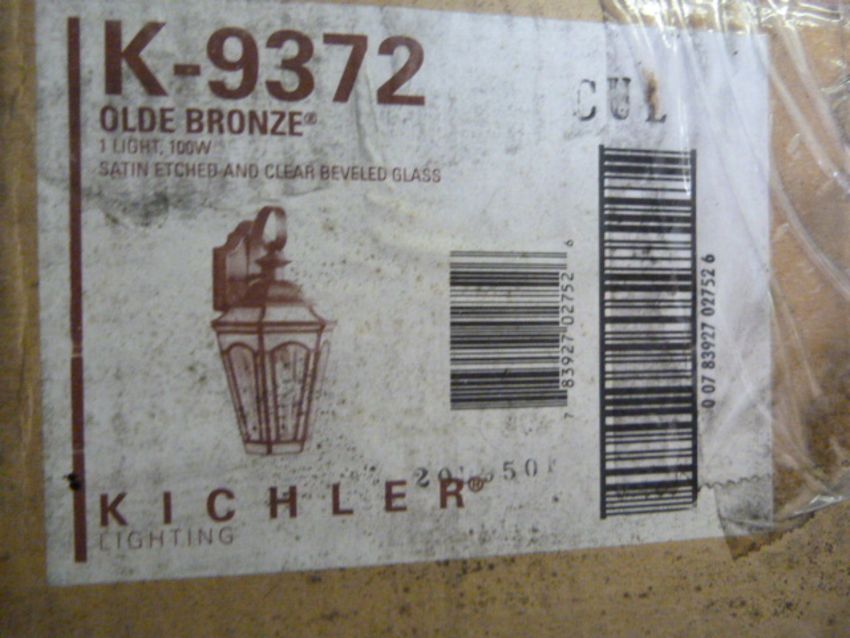 K-9372
OLDE BRONZE®
1 LIGHT, 100W
SATIN ETCHED AND CLEAR BEVELED GLASS
CUL
7 83927 02752 6
0 07 83927 02752 6
KICHLER®
LIGHTING